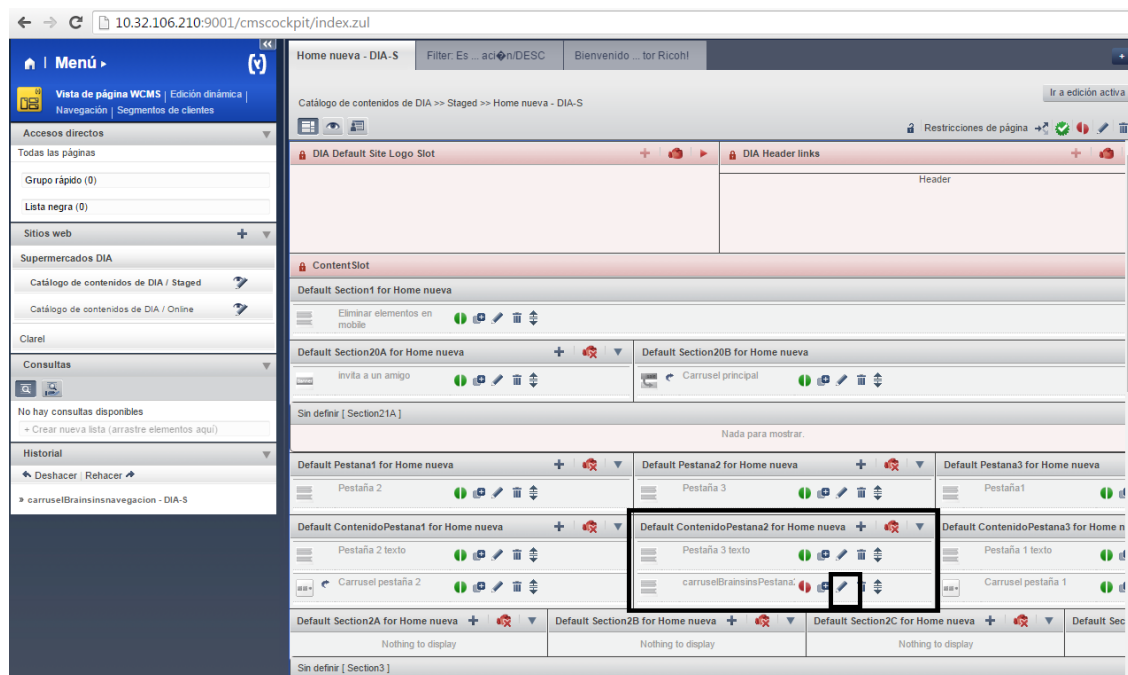 10.32.106.210:9001/cmscockpit/index.zul
Menú
Vista de página WCMS | Edición dinámica |
Navegación | Segmentos de clientes
Accesos directos
Todas las páginas
Grupo rápido (0)
Lista negra (0)
Sitios web
Supermercados DIA
Catálogo de contenidos de DIA / Staged
Catálogo de contenidos de DIA / Online
Clarel
Consultas
No hay consultas disponibles
+ Crear nueva lista (arrastre elementos aquí)
Historial
Deshacer | Rehacer
» carruselBrainsinsnavegacion - DIA-S
Home nueva - DIA-S
Filter: Es ... aci�n/DESC
Bienvenido ... tor Ricoh!
Ir a edición activa
Catálogo de contenidos de DIA >> Staged >> Home nueva - DIA-S
Restricciones de página
DIA Default Site Logo Slot
DIA Header links
Header
ContentSlot
Default Section1 for Home nueva
Eliminar elementos en
mobile
Default Section20A for Home nueva
Default Section20B for Home nueva
invita a un amigo
Carrusel principal
Sin definir [ Section21A ]
Nada para mostrar.
Default Pestana1 for Home nueva
Default Pestana2 for Home nueva
Default Pestana3 for Home nueva
Pestaña 2
Pestaña 3
Pestaña1
Default ContenidoPestana1 for Home nueva
Default ContenidoPestana2 for Home nueva
Default ContenidoPestana3 for Home n
Pestaña 2 texto
Pestaña 3 texto
Pestaña 1 texto
Carrusel pestaña 2
carruselBrainsinsPestana
Carrusel pestaña 1
Default Section2A for Home nueva
Default Section2B for Home nueva
Default Section2C for Home nueva
Default Sec
Nothing to display
Nothing to display
Nothing to display
Sin definir [ Section3 ]